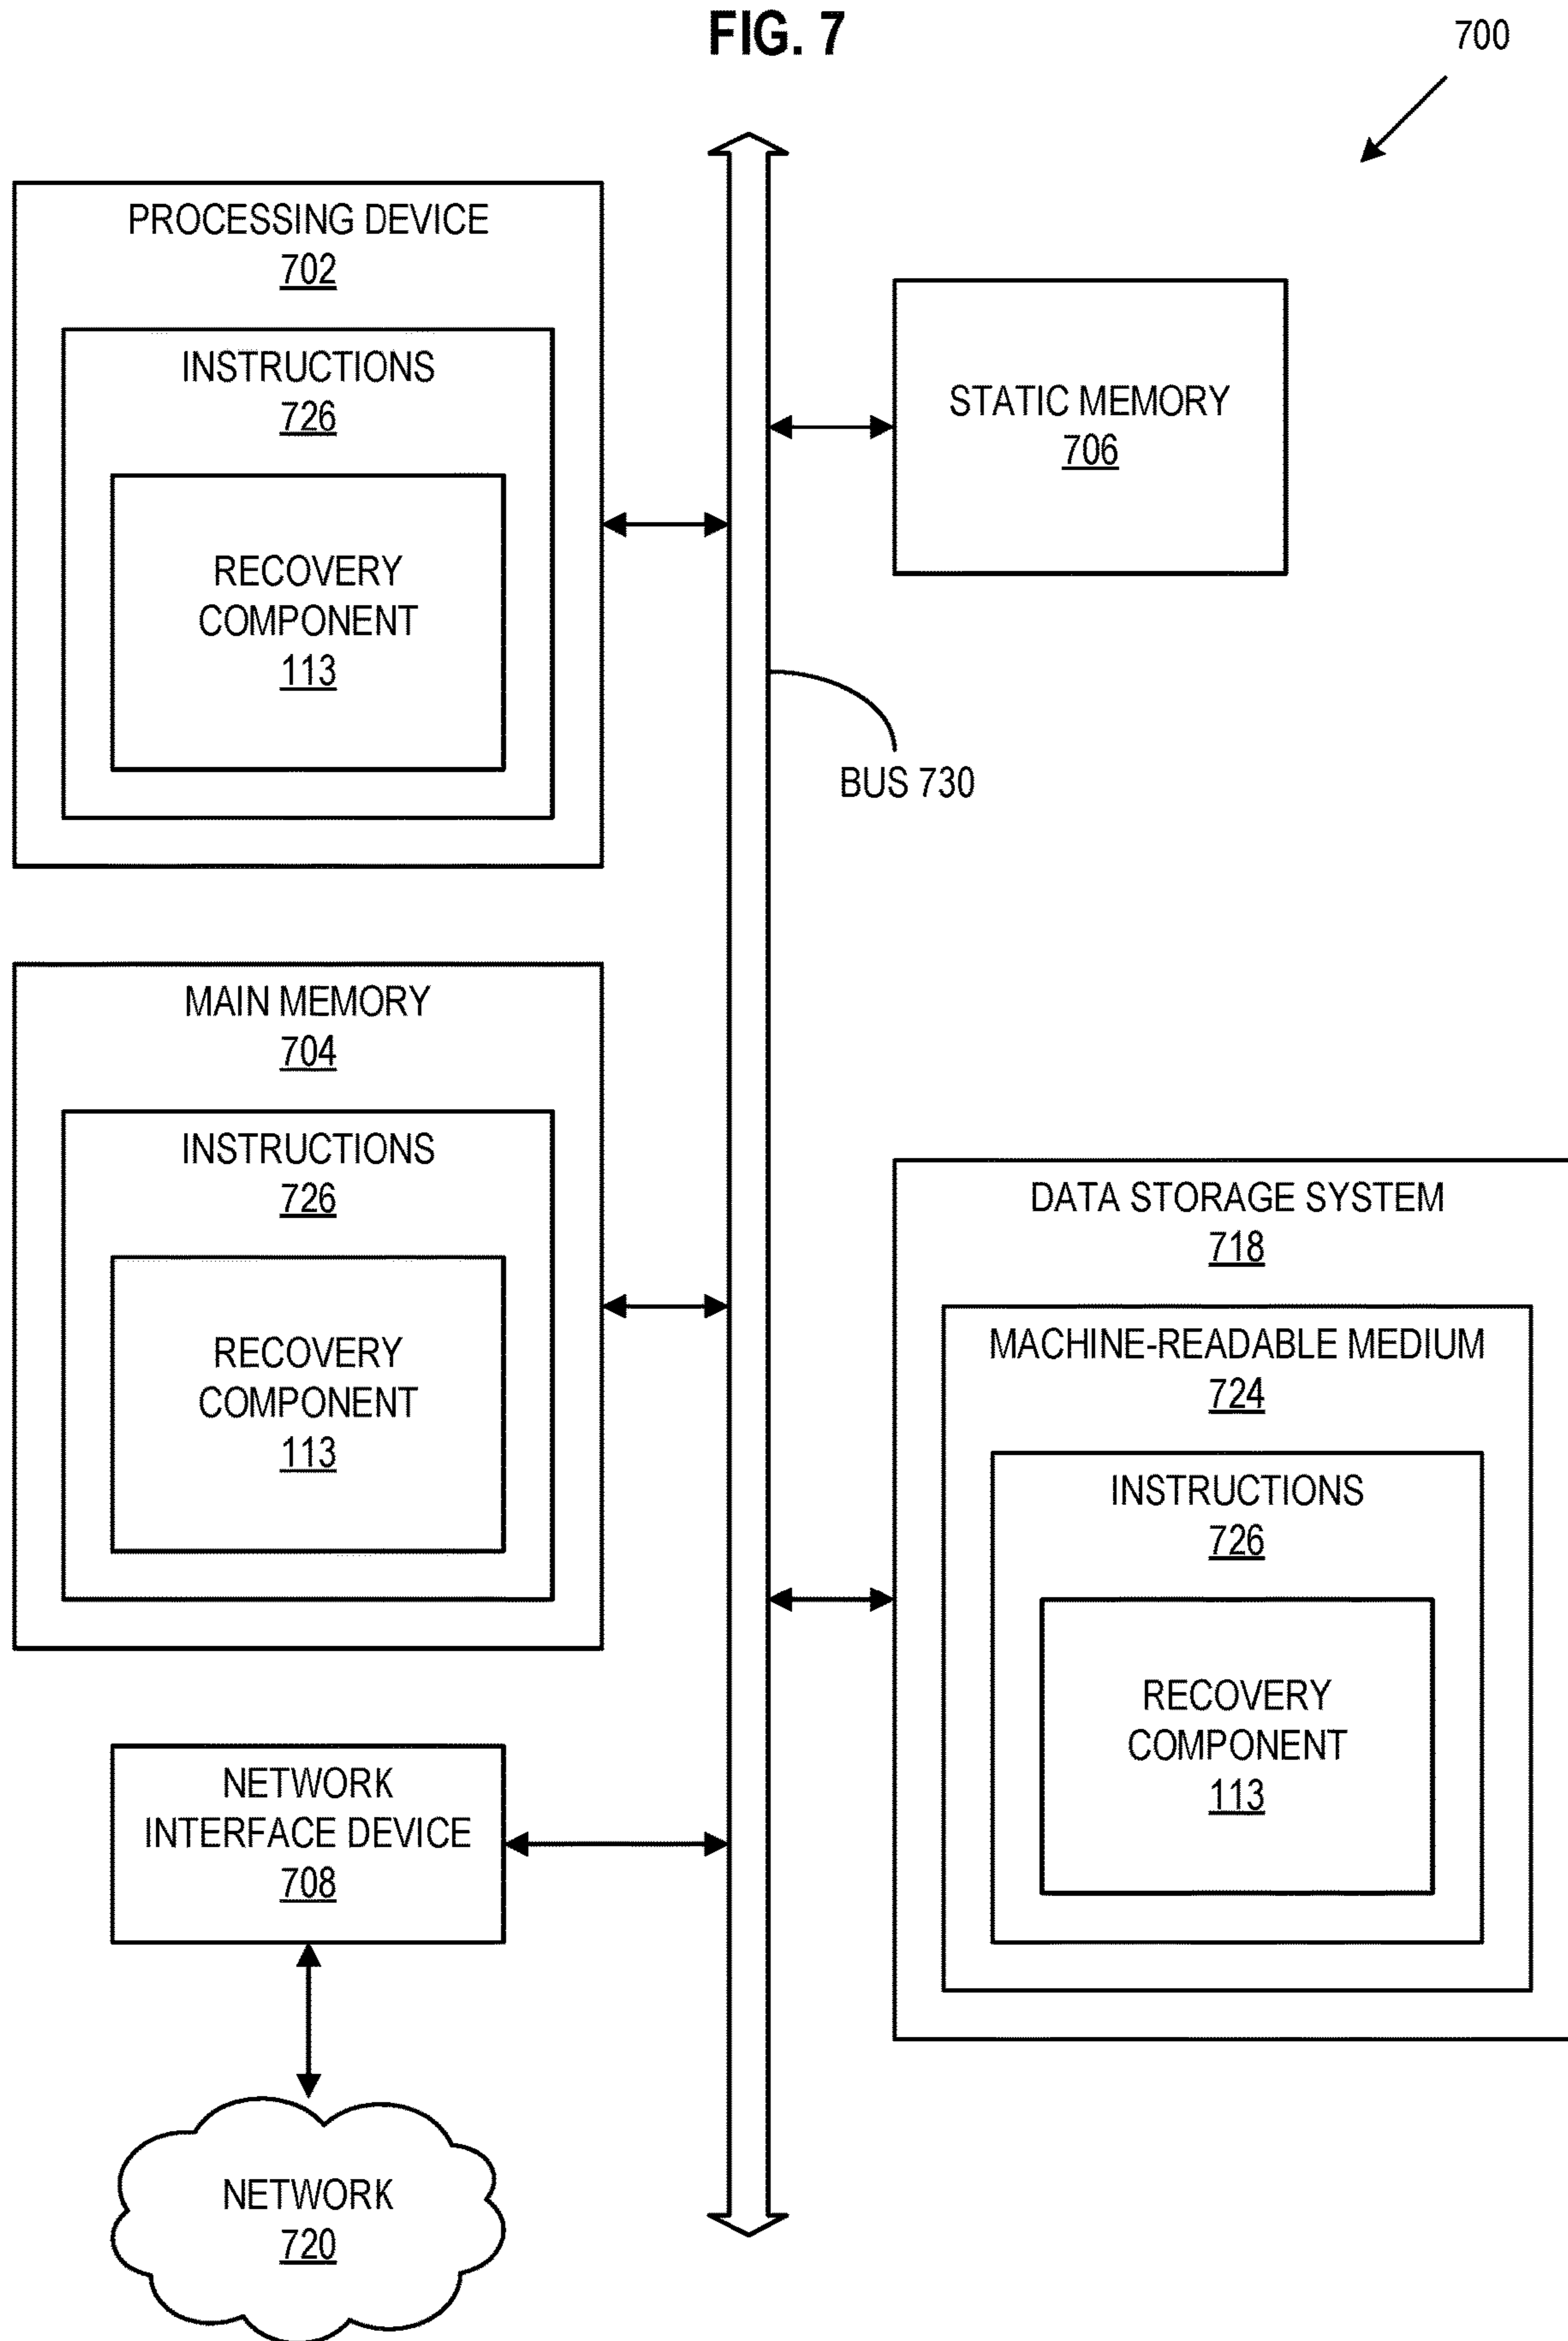 FIG. 7
700
PROCESSING DEVICE
702
INSTRUCTIONS
726
RECOVERY
COMPONENT
113
STATIC MEMORY
706
BUS 730
MAIN MEMORY
704
INSTRUCTIONS
726
RECOVERY
COMPONENT
113
DATA STORAGE SYSTEM
718
MACHINE-READABLE MEDIUM
724
INSTRUCTIONS
726
RECOVERY
COMPONENT
113
NETWORK
INTERFACE DEVICE
708
NETWORK
720